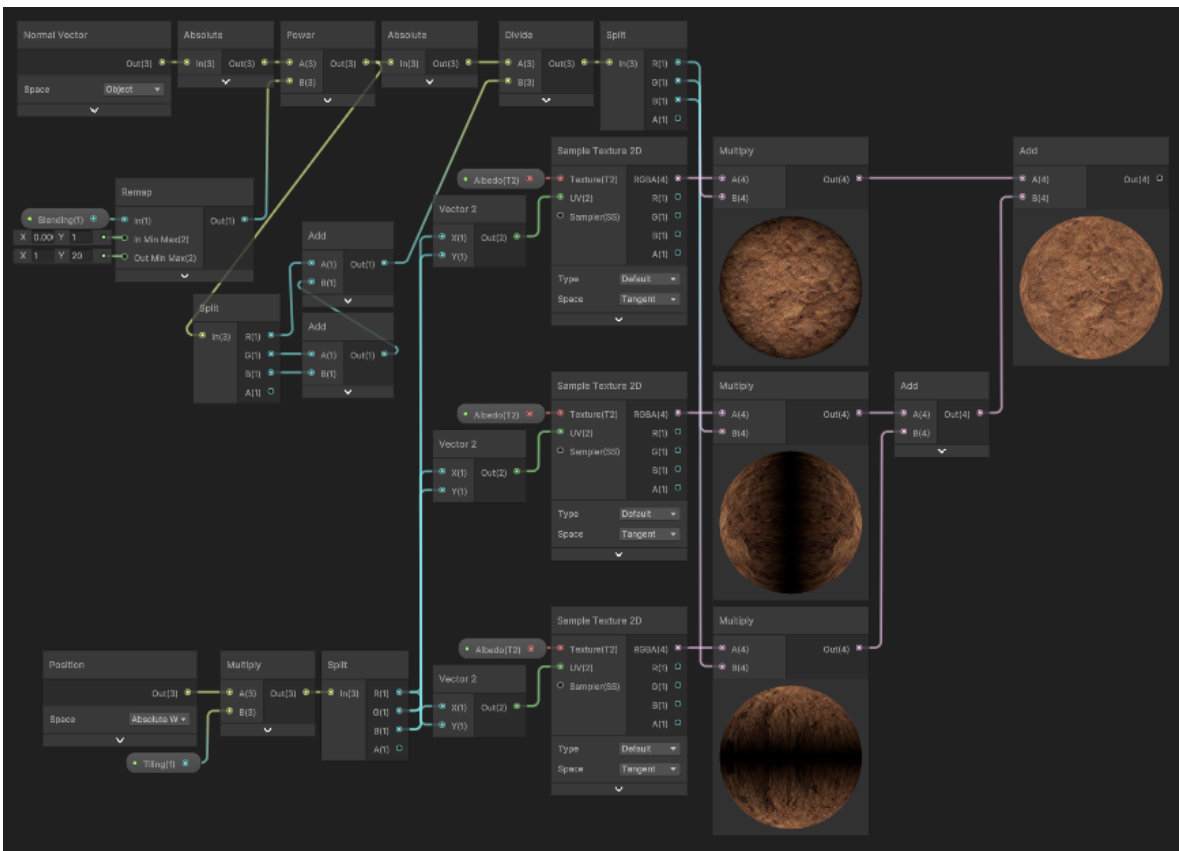 Normal Vector
Out(3)
Space Object
Absolute
In(3) Out(3)
Power
A(3) Out(3)
B(3)
Absolute
In(3) Out(3)
Divide
A(3) Out(3)
B(3)
Split
In(3) R(1)
G(1)
B(1)
A(1)
Remap
Blending(1) In(1) Out(1)
X 0.00 Y 1 In Min Max(2)
X 1 Y 20 Out Min Max(2)
Split
In(3) R(1)
G(1)
B(1)
A(1)
Add
A(1) Out(1)
B(1)
Add
A(1) Out(1)
B(1)
Albedo(T2)
Vector 2
X(1) Out(2)
Y(1)
Sample Texture 2D
Texture(T2) RGBA(4)
UV(2) R(1)
Sampler(SS) G(1)
B(1)
A(1)
Type Default
Space Tangent
Multiply
A(4) Out(4)
B(4)
Add
A(4) Out(4)
B(4)
Albedo(T2)
Vector 2
X(1) Out(2)
Y(1)
Sample Texture 2D
Texture(T2) RGBA(4)
UV(2) R(1)
Sampler(SS) G(1)
B(1)
A(1)
Type Default
Space Tangent
Multiply
A(4) Out(4)
B(4)
Add
A(4) Out(4)
B(4)
Position
Out(3)
Space Absolute W
Tiling(1)
Multiply
A(3) Out(3)
B(3)
Split
In(3) R(1)
G(1)
B(1)
A(1)
Albedo(T2)
Vector 2
X(1) Out(2)
Y(1)
Sample Texture 2D
Texture(T2) RGBA(4)
UV(2) R(1)
Sampler(SS) G(1)
B(1)
A(1)
Type Default
Space Tangent
Multiply
A(4) Out(4)
B(4)